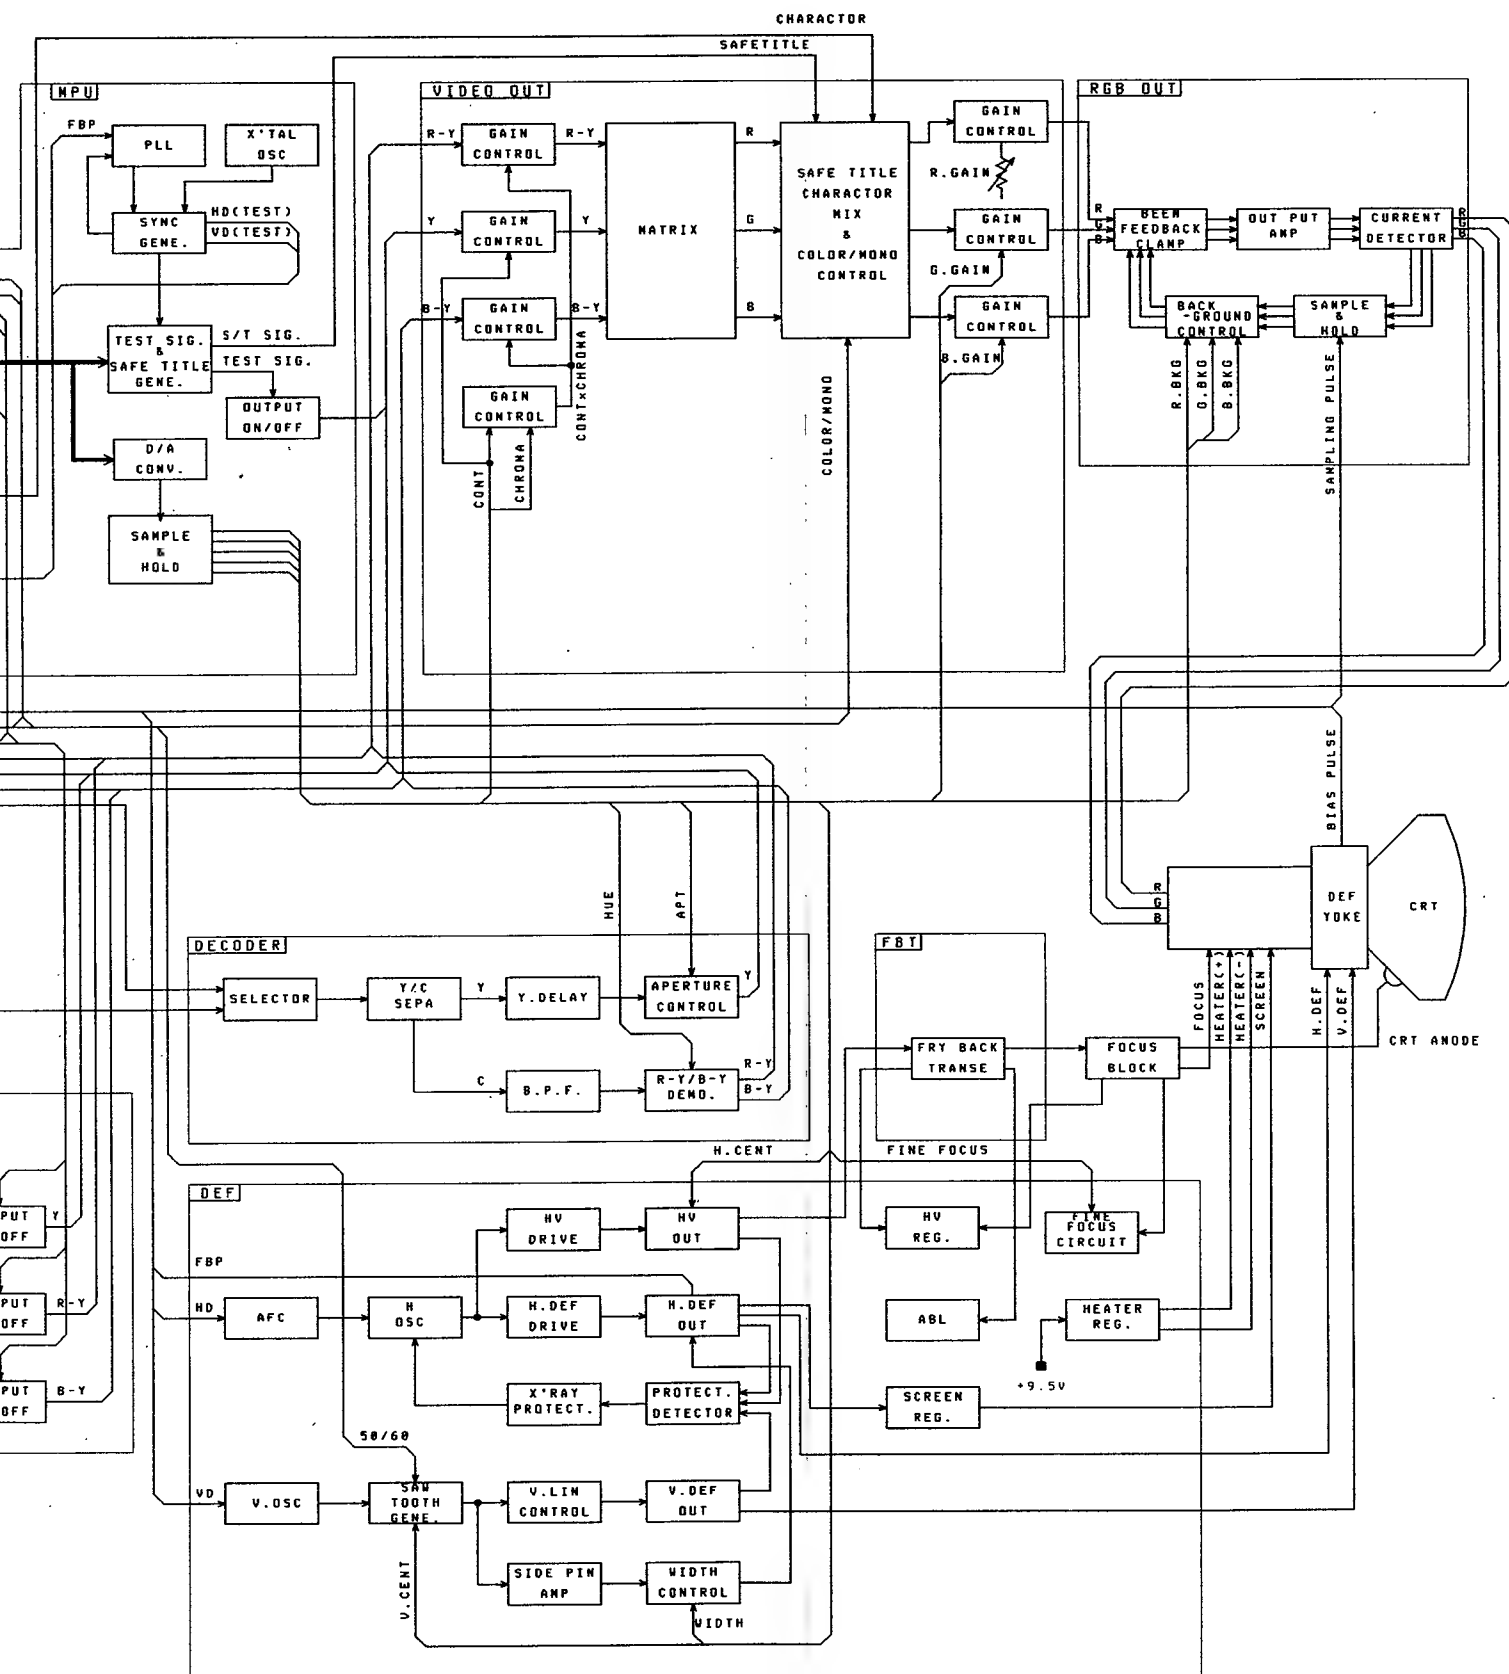 CHARACTOR
SAFETITLE
MPU
FBP
PLL
X'TAL
OSC
HD(TEST)
VD(TEST)
SYNC
GENE.
S/T SIG.
TEST SIG.
TEST SIG.
&
SAFE TITLE
GENE.
OUTPUT
ON/OFF
D/A
CONV.
SAMPLE
&
HOLD
VIDEO OUT
R-Y
GAIN
CONTROL
R-Y
Y
GAIN
CONTROL
Y
B-Y
GAIN
CONTROL
B-Y
GAIN
CONTROL
CONT×CHROMA
CONT
CHROMA
MATRIX
R
G
B
SAFE TITLE
CHARACTOR
MIX
&
COLOR/MONO
CONTROL
COLOR/MONO
GAIN
CONTROL
R.GAIN
GAIN
CONTROL
G.GAIN
GAIN
CONTROL
B.GAIN
RGB OUT
R
G
B
BEEN
FEEDBACK
CLAMP
OUT PUT
AMP
CURRENT
DETECTOR
R
G
B
BACK
-GROUND
CONTROL
SAMPLE
&
HOLD
R.BKG
G.BKG
B.BKG
SAMPLING PULSE
BIAS PULSE
R
G
B
DEF
YOKE
CRT
FOCUS
HEATER(+)
HEATER(-)
SCREEN
H.DEF
V.DEF
CRT ANODE
HUE
APT
DECODER
SELECTOR
Y/C
SEPA
Y
Y.DELAY
APERTURE
CONTROL
Y
C
B.P.F.
R-Y/B-Y
DEMO.
R-Y
B-Y
FBT
FRY BACK
TRANSE
FOCUS
BLOCK
H.CENT
FINE FOCUS
DEF
HV
DRIVE
HV
OUT
HV
REG.
FINE
FOCUS
CIRCUIT
FBP
HD
AFC
H
OSC
H.DEF
DRIVE
H.DEF
OUT
ABL
HEATER
REG.
+9.5V
X'RAY
PROTECT.
PROTECT.
DETECTOR
SCREEN
REG.
50/60
VD
V.OSC
SAW
TOOTH
GENE.
V.LIN
CONTROL
V.DEF
OUT
SIDE PIN
AMP
WIDTH
CONTROL
V.CENT
WIDTH
PUT
OFF
Y
PUT
OFF
R-Y
PUT
OFF
B-Y